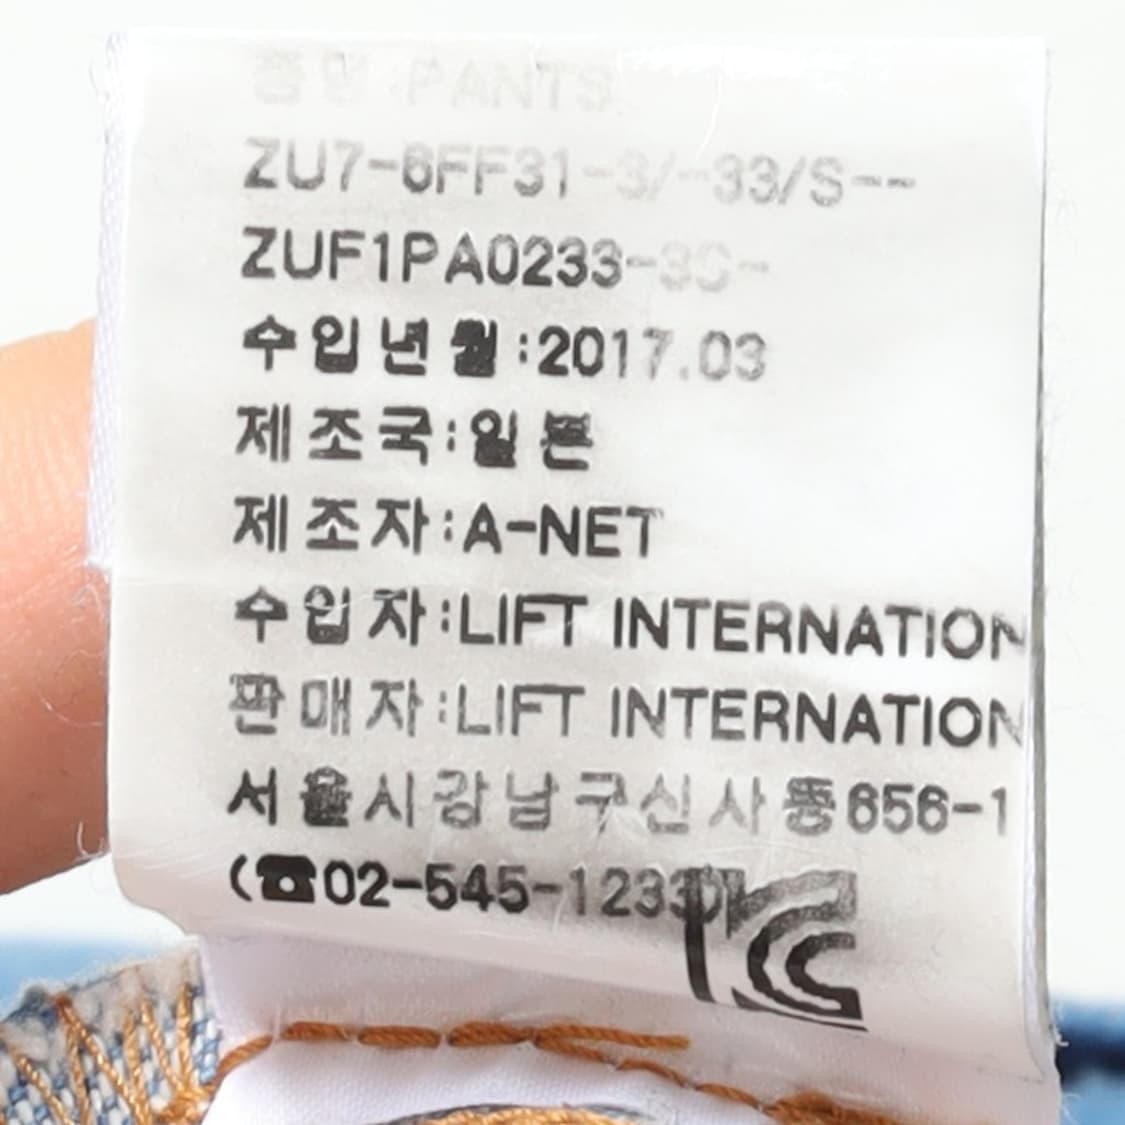 품명:PANTS
ZU7-6FF31-3/-33/S--
ZUF1PA0233-3S-
수입년월:2017.03
제조국:일본
제조자:A-NET
수입자:LIFT INTERNATION
판매자:LIFT INTERNATION
서울시강남구신사동656-1
(☎02-545-1233)
KC